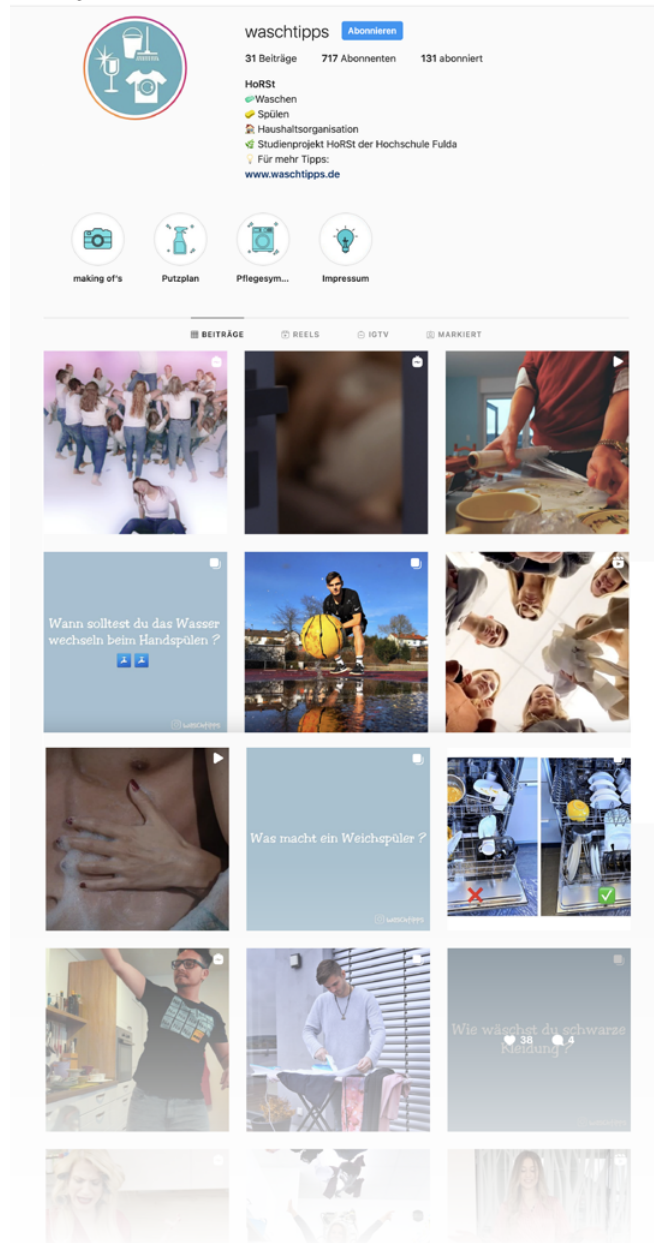 waschtipps Abonnieren
31 Beiträge 717 Abonnenten 131 abonniert
HoRSt
Waschen
Spülen
Haushaltsorganisation
Studienprojekt HoRSt der Hochschule Fulda
Für mehr Tipps:
www.waschtipps.de
making of's Putzplan Pflegesym... Impressum
BEITRÄGE REELS IGTV MARKIERT
Wann solltest du das Wasser
wechseln beim Handspülen ?
waschtipps
Was macht ein Weichspüler ?
waschtipps
Wie wäschst du schwarze
Kleidung ?
38 4